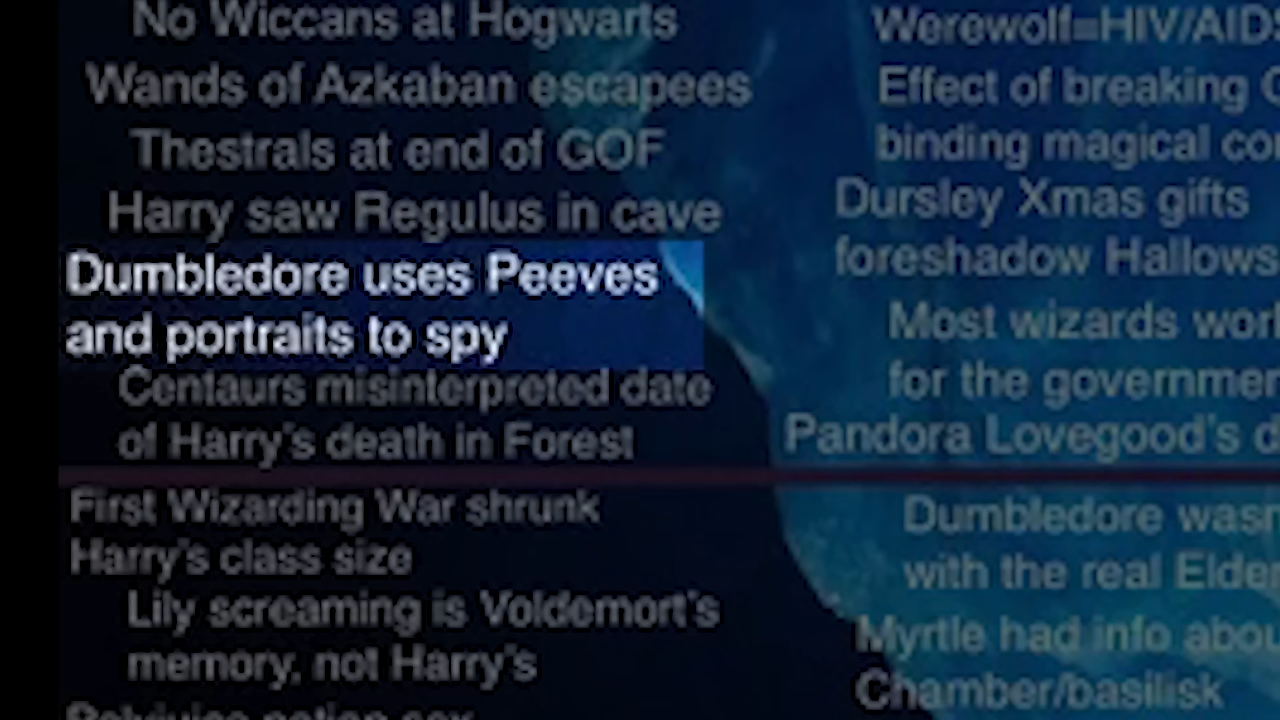 No Wiccans at Hogwarts
Wands of Azkaban escapees
Thestrals at end of GOF
Harry saw Regulus in cave
Dumbledore uses Peeves
and portraits to spy
Centaurs misinterpreted date
of Harry's death in Forest
First Wizarding War shrunk
Harry's class size
Lily screaming is Voldemort's
memory, not Harry's
Werewolf=HIV/AIDS
Effect of breaking
binding magical
Dursley Xmas gifts
foreshadow Hallows
Most wizards
for the
Pandora Lovegood's
Dumbledore
with the real
Myrtle had info
Chamber/basilisk